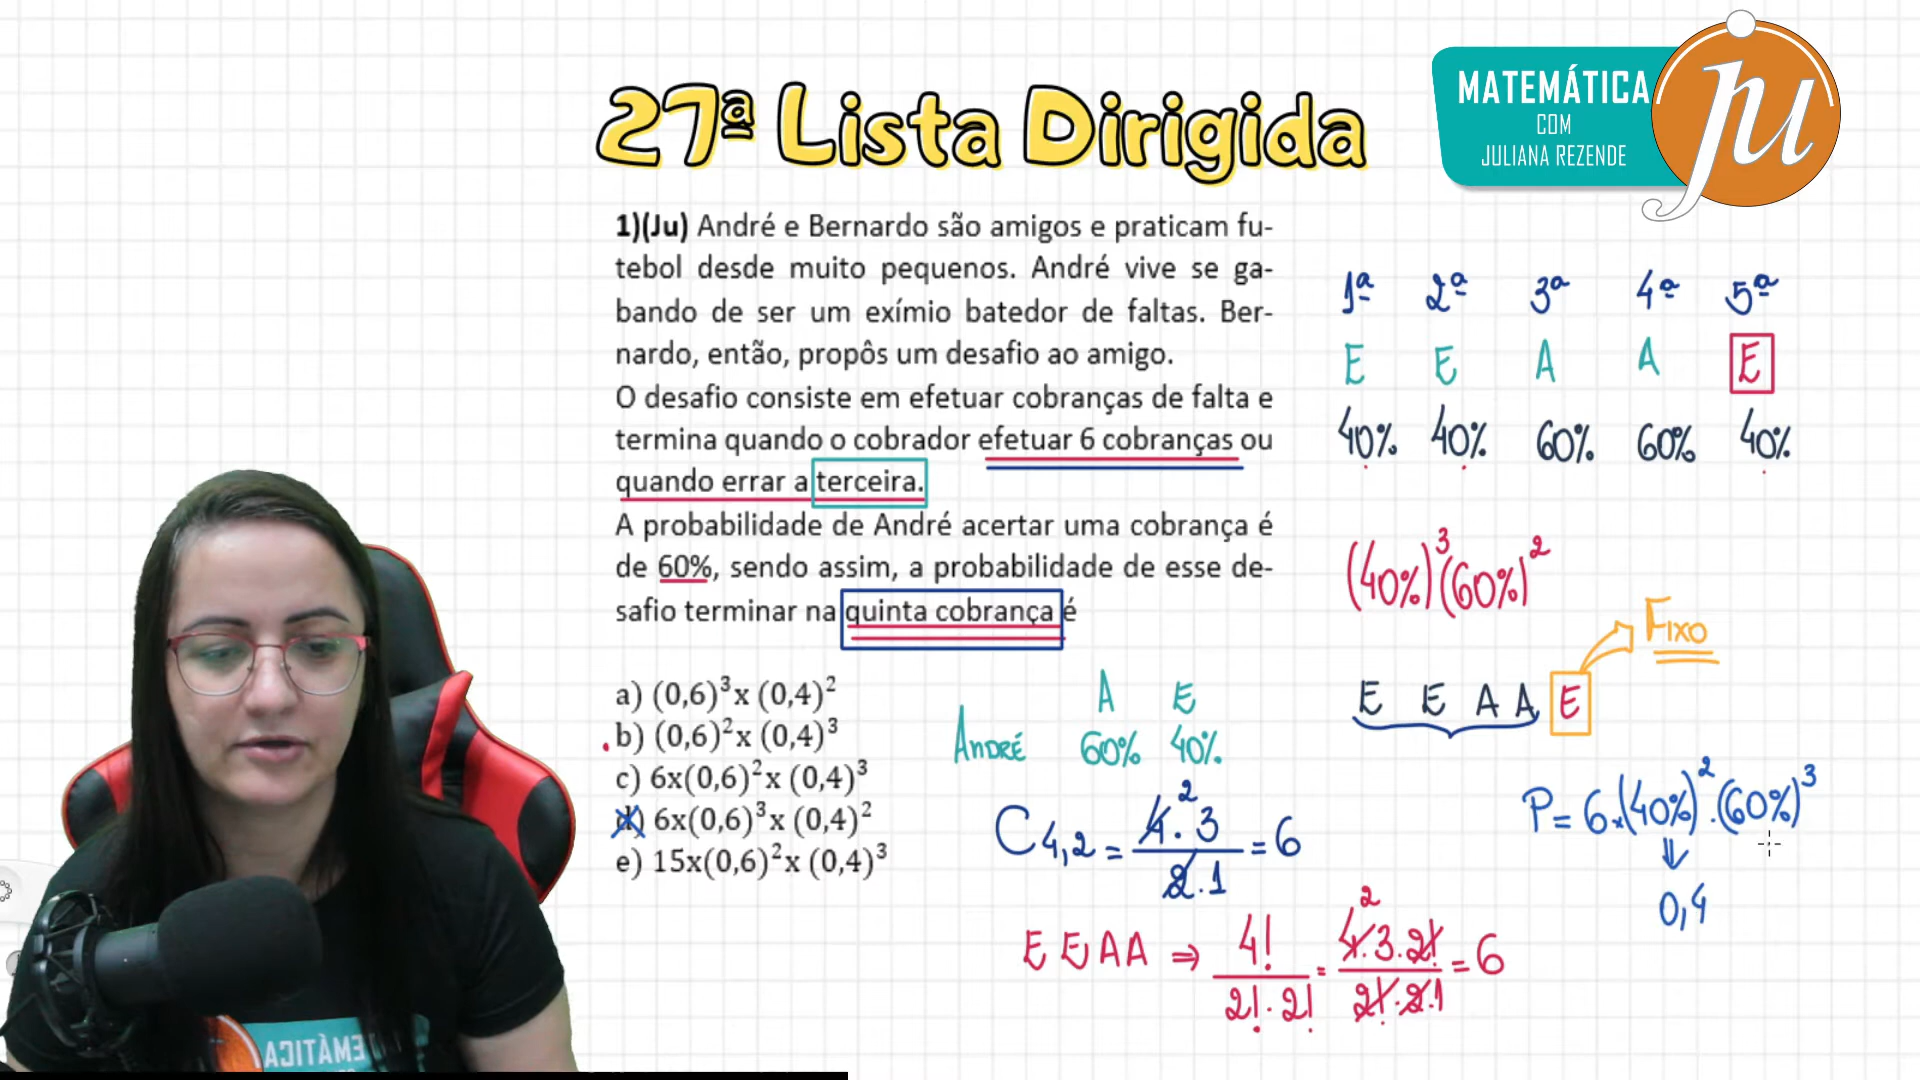 27ª Lista Dirigida
MATEMÁTICA
COM
JULIANA REZENDE
ju
1)(Ju) André e Bernardo são amigos e praticam fu-
tebol desde muito pequenos. André vive se ga-
bando de ser um exímio batedor de faltas. Ber-
nardo, então, propôs um desafio ao amigo.
O desafio consiste em efetuar cobranças de falta e
termina quando o cobrador efetuar 6 cobranças ou
quando errar a terceira.
A probabilidade de André acertar uma cobrança é
de 60%, sendo assim, a probabilidade de esse de-
safio terminar na quinta cobrança é
a) (0,6)³x (0,4)²
b) (0,6)²x (0,4)³
c) 6x(0,6)²x (0,4)³
d) 6x(0,6)³x (0,4)²
e) 15x(0,6)²x (0,4)³
A E
André 60% 40%
C4,2 = 4.3/2.1 = 6
2
E E A A ⇒ 4!/2!.2! = 4.3.2!/2!.2.1 = 6
2
1ª 2ª 3ª 4ª 5ª
E E A A E
40% 40% 60% 60% 40%
(40%)³(60%)²
Fixo
E E A A E
P = 6x(40%)².(60%)³
⇓
0,4
MATÉMÁTICA